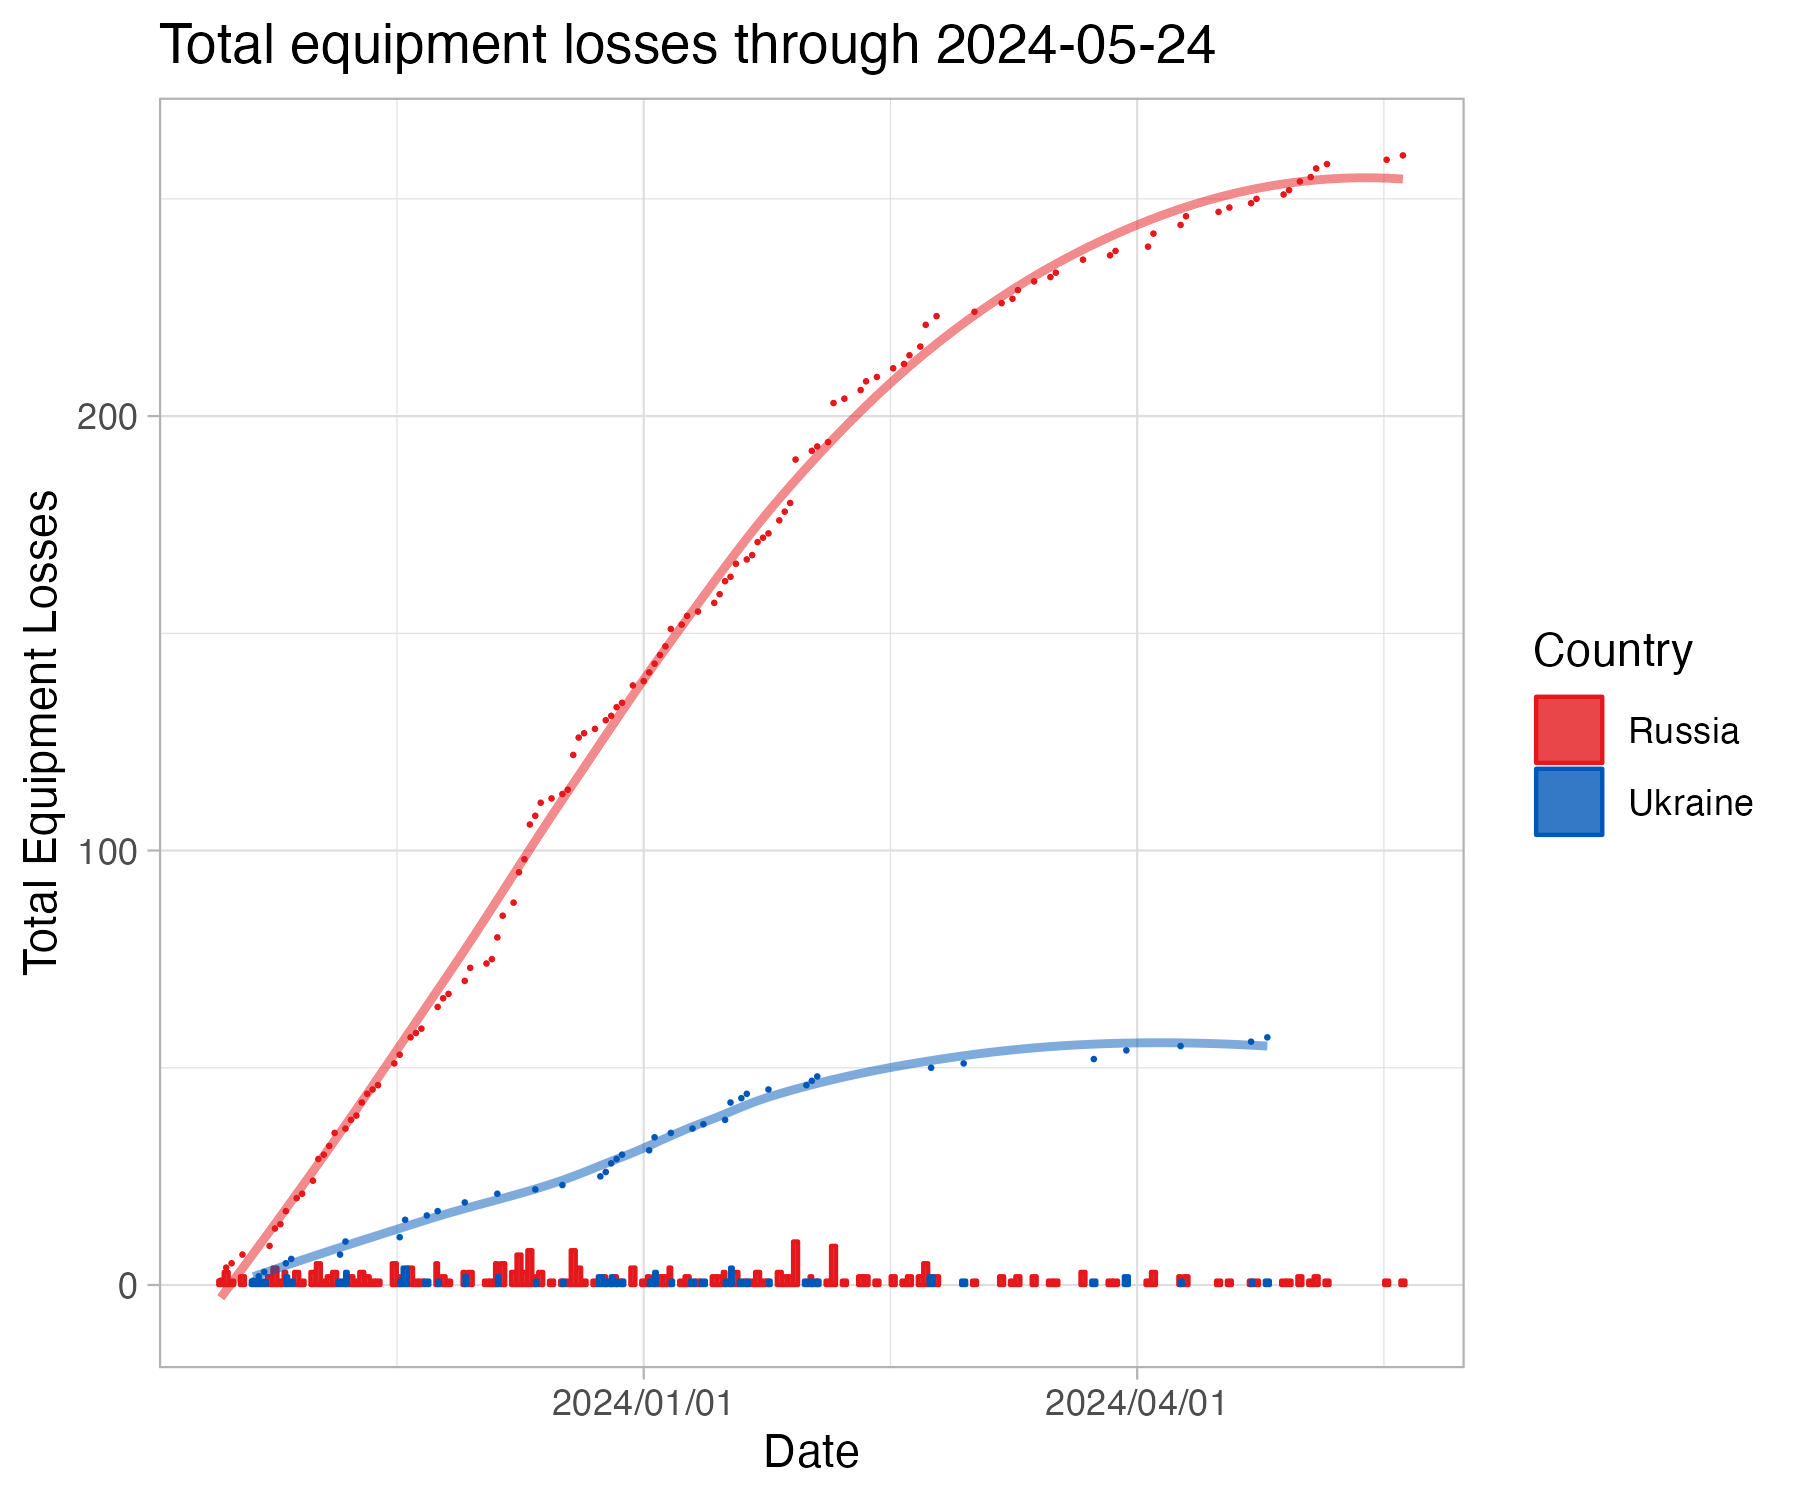 Total equipment losses through 2024-05-24
Total Equipment Losses
200
100
0
2024/01/01
2024/04/01
Date
Country
Russia
Ukraine